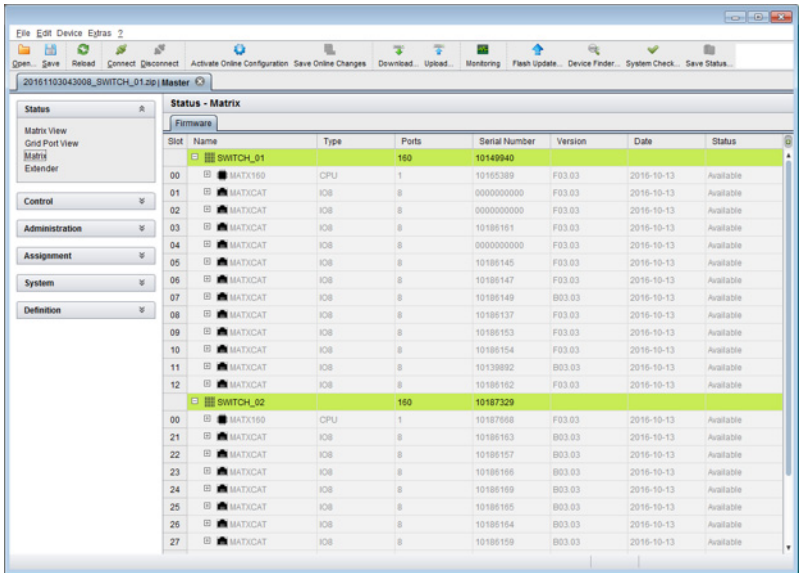 File Edit Device Extras ?
Open... Save Reload Connect Disconnect Activate Online Configuration Save Online Changes Download... Upload... Monitoring Flash Update... Device Finder... System Check... Save Status...
20161103043008_SWITCH_01.zip | Master
Status
Matrix View
Grid Port View
Matrix
Extender
Control
Administration
Assignment
System
Definition
Status - Matrix
Firmware
Slot Name Type Ports Serial Number Version Date Status
SWITCH_01 160 10149940
00 MATX160 CPU 1 10165389 F03.03 2016-10-13 Available
01 MATXCAT IO8 8 0000000000 F03.03 2016-10-13 Available
02 MATXCAT IO8 8 0000000000 F03.03 2016-10-13 Available
03 MATXCAT IO8 8 10186161 F03.03 2016-10-13 Available
04 MATXCAT IO8 8 0000000000 F03.03 2016-10-13 Available
05 MATXCAT IO8 8 10186145 F03.03 2016-10-13 Available
06 MATXCAT IO8 8 10186147 F03.03 2016-10-13 Available
07 MATXCAT IO8 8 10186149 B03.03 2016-10-13 Available
08 MATXCAT IO8 8 10186137 F03.03 2016-10-13 Available
09 MATXCAT IO8 8 10186153 F03.03 2016-10-13 Available
10 MATXCAT IO8 8 10186154 F03.03 2016-10-13 Available
11 MATXCAT IO8 8 10139892 B03.03 2016-10-13 Available
12 MATXCAT IO8 8 10186162 F03.03 2016-10-13 Available
SWITCH_02 160 10187329
00 MATX160 CPU 1 10187668 F03.03 2016-10-13 Available
21 MATXCAT IO8 8 10186163 B03.03 2016-10-13 Available
22 MATXCAT IO8 8 10186157 B03.03 2016-10-13 Available
23 MATXCAT IO8 8 10186166 B03.03 2016-10-13 Available
24 MATXCAT IO8 8 10186169 B03.03 2016-10-13 Available
25 MATXCAT IO8 8 10186165 B03.03 2016-10-13 Available
26 MATXCAT IO8 8 10186164 B03.03 2016-10-13 Available
27 MATXCAT IO8 8 10186159 B03.03 2016-10-13 Available